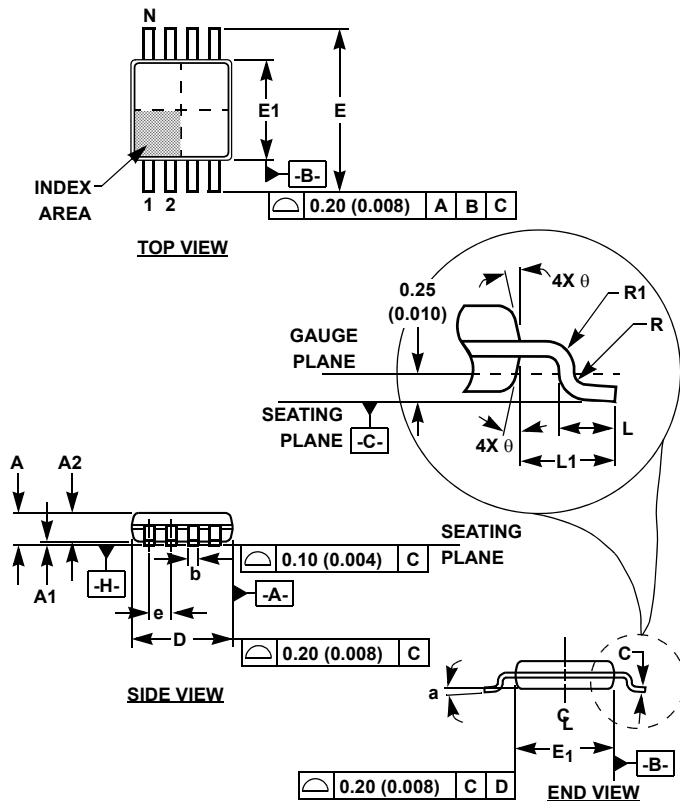 N
E1
E
-B-
INDEX
AREA
1 2
0.20 (0.008) A B C
TOP VIEW
0.25
(0.010)
4X θ
R1
R
GAUGE
PLANE
SEATING
PLANE
-C-
4X θ
L
L1
A A2
SEATING
PLANE
A1
-H-
b
0.10 (0.004) C
-A-
e
D
0.20 (0.008) C
SIDE VIEW
C
a
CL
E1
-B-
0.20 (0.008) C D
END VIEW